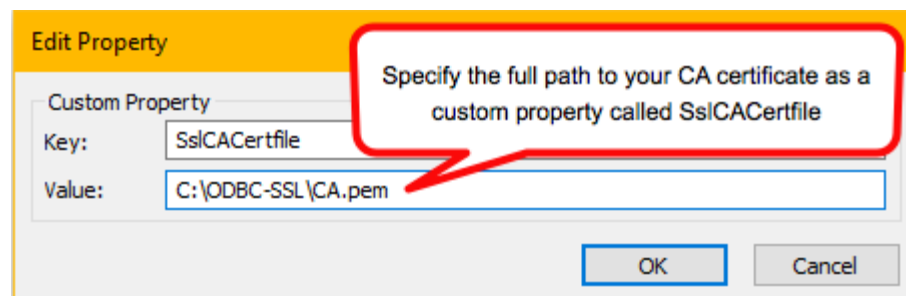 Edit Property
Specify the full path to your CA certificate as a
custom property called SslCACertfile
Custom Property
Key:
SslCACertfile
Value:
C:\ODBC-SSL\CA.pem
OK
Cancel